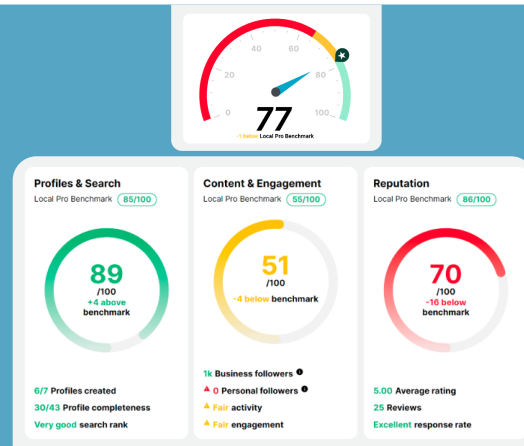 40 60
20 80
0 100
77
-1 below Local Pro Benchmark
Profiles & Search
Local Pro Benchmark 85/100
89
/100
+4 above
benchmark
6/7 Profiles created
30/43 Profile completeness
Very good search rank
Content & Engagement
Local Pro Benchmark 55/100
51
/100
-4 below benchmark
1k Business followers
0 Personal followers
Fair activity
Fair engagement
Reputation
Local Pro Benchmark 86/100
70
/100
-16 below
benchmark
5.00 Average rating
25 Reviews
Excellent response rate